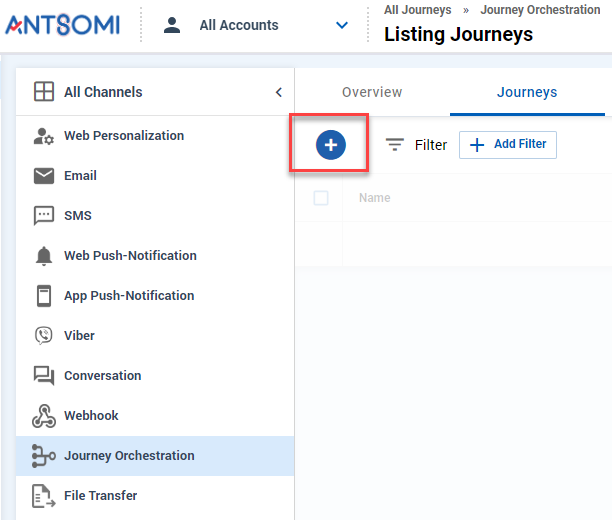 ANTSOMI
All Accounts
All Journeys » Journey Orchestration
Listing Journeys
All Channels
Web Personalization
Email
SMS
Web Push-Notification
App Push-Notification
Viber
Conversation
Webhook
Journey Orchestration
File Transfer
Overview
Journeys
Filter
Add Filter
Name